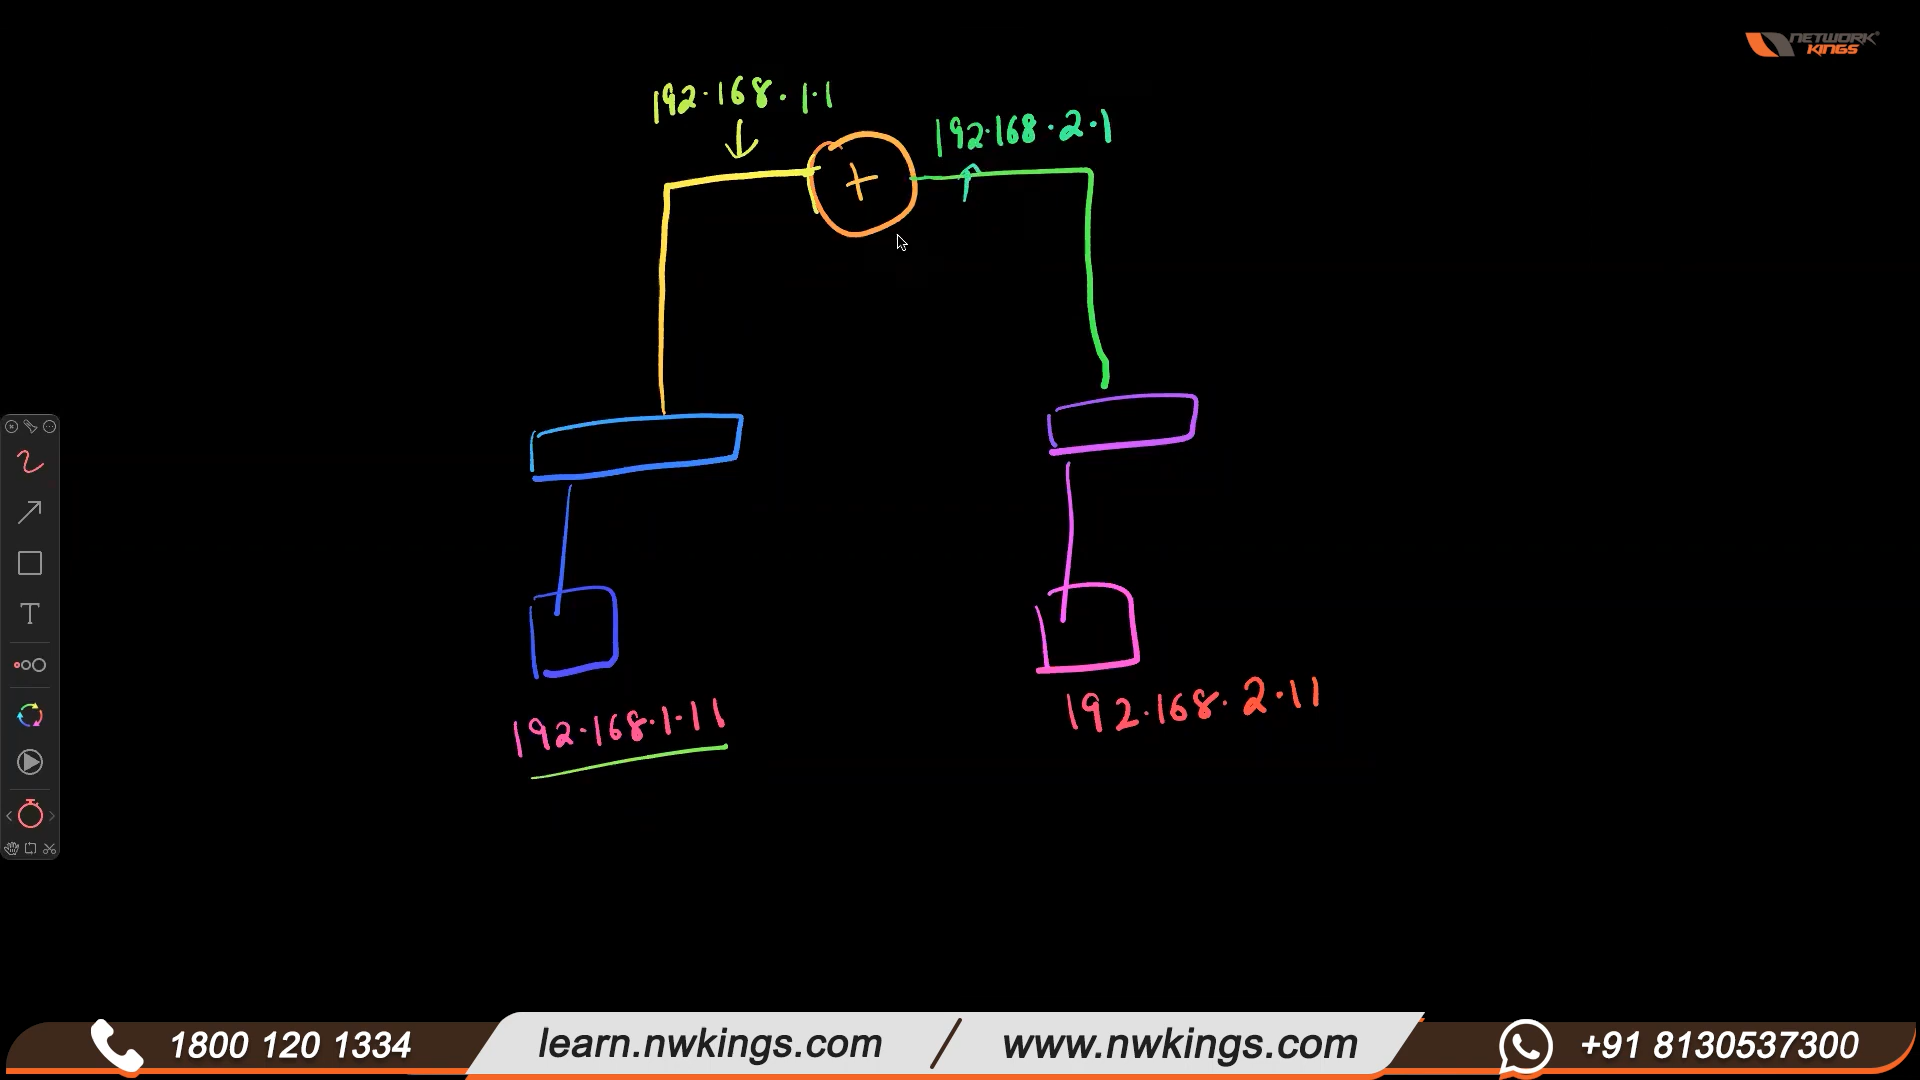 NETWORK
KINGS
192.168.1.1
192.168.2.1
T
192.168.1.11
192.168.2.11
1800 120 1334
learn.nwkings.com / www.nwkings.com
+91 8130537300